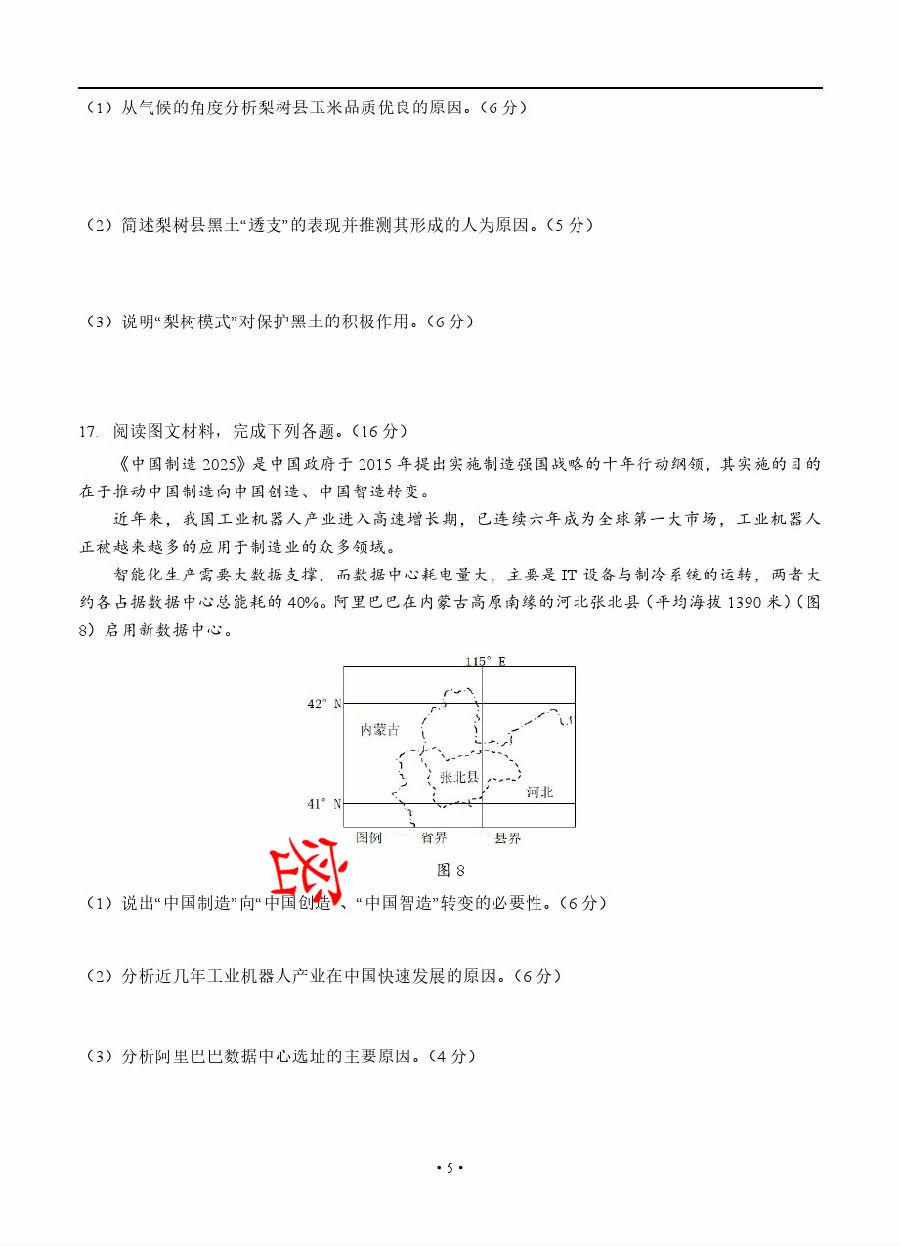 （1）从气候的角度分析梨树县玉米品质优良的原因。（6 分）
（2）简述梨树县黑土“透支”的表现并推测其形成的人为原因。（5 分）
（3）说明“梨树模式”对保护黑土的积极作用。（6 分）
17. 阅读图文材料，完成下列各题。（16 分）
《中国制造 2025》是中国政府于 2015 年提出实施制造强国战略的十年行动纲领，其实施的目的
在于推动中国制造向中国创造、中国智造转变。
近年来，我国工业机器人产业进入高速增长期，已连续六年成为全球第一大市场，工业机器人
正被越来越多的应用于制造业的众多领域。
智能化生产需要大数据支撑，而数据中心耗电量大，主要是 IT 设备与制冷系统的运转，两者大
约各占据数据中心总能耗的 40%。阿里巴巴在内蒙古高原南缘的河北张北县（平均海拔 1390 米）（图
8）启用新数据中心。
115° E
42° N
内蒙古
张北县
河北
41° N
图例 省界 县界
图 8
（1）说出“中国制造”向“中国创造”、“中国智造”转变的必要性。（6 分）
（2）分析近几年工业机器人产业在中国快速发展的原因。（6 分）
（3）分析阿里巴巴数据中心选址的主要原因。（4 分）
• 5 •